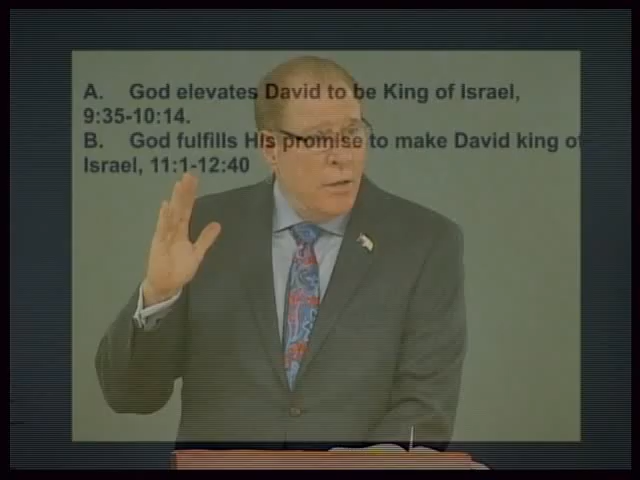 A. God elevates David to be King of Israel,
9:35-10:14.
B. God fulfills His promise to make David king of
Israel, 11:1-12:40